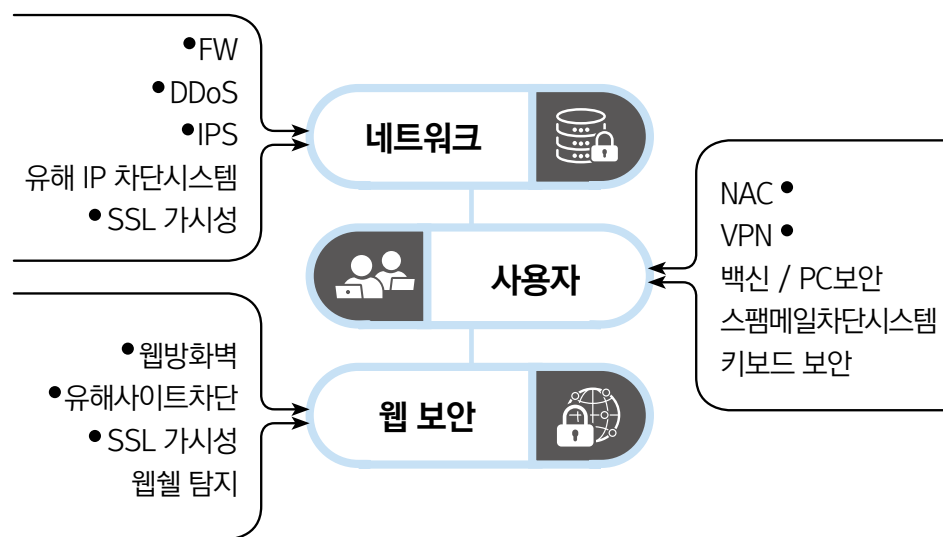 •FW
•DDoS
•IPS
유해 IP 차단시스템
•SSL 가시성
네트워크
사용자
NAC•
VPN•
백신 / PC보안
스팸메일차단시스템
키보드 보안
•웹방화벽
•유해사이트차단
•SSL 가시성
웹쉘 탐지
웹 보안